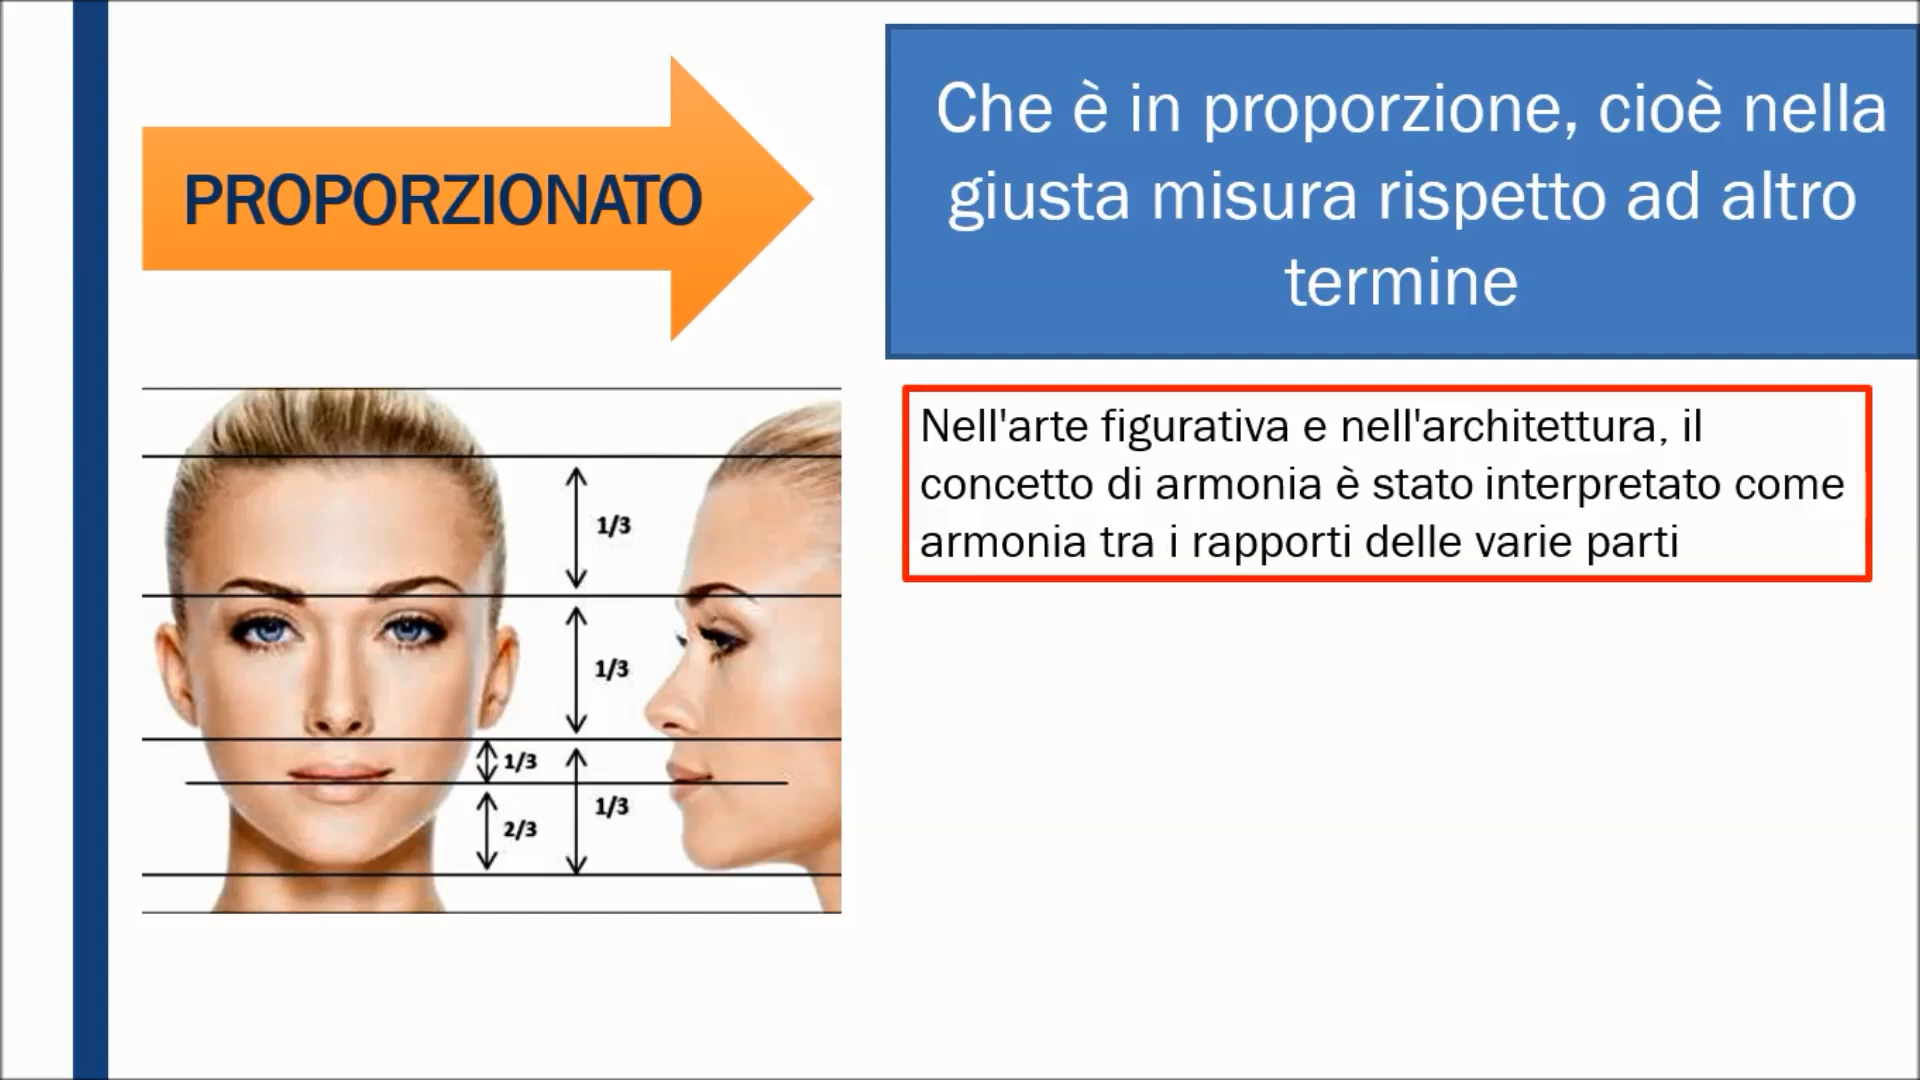 PROPORZIONATO
Che è in proporzione, cioè nella
giusta misura rispetto ad altro
termine
Nell'arte figurativa e nell'architettura, il
concetto di armonia è stato interpretato come
armonia tra i rapporti delle varie parti
1/3
1/3
1/3
1/3
2/3